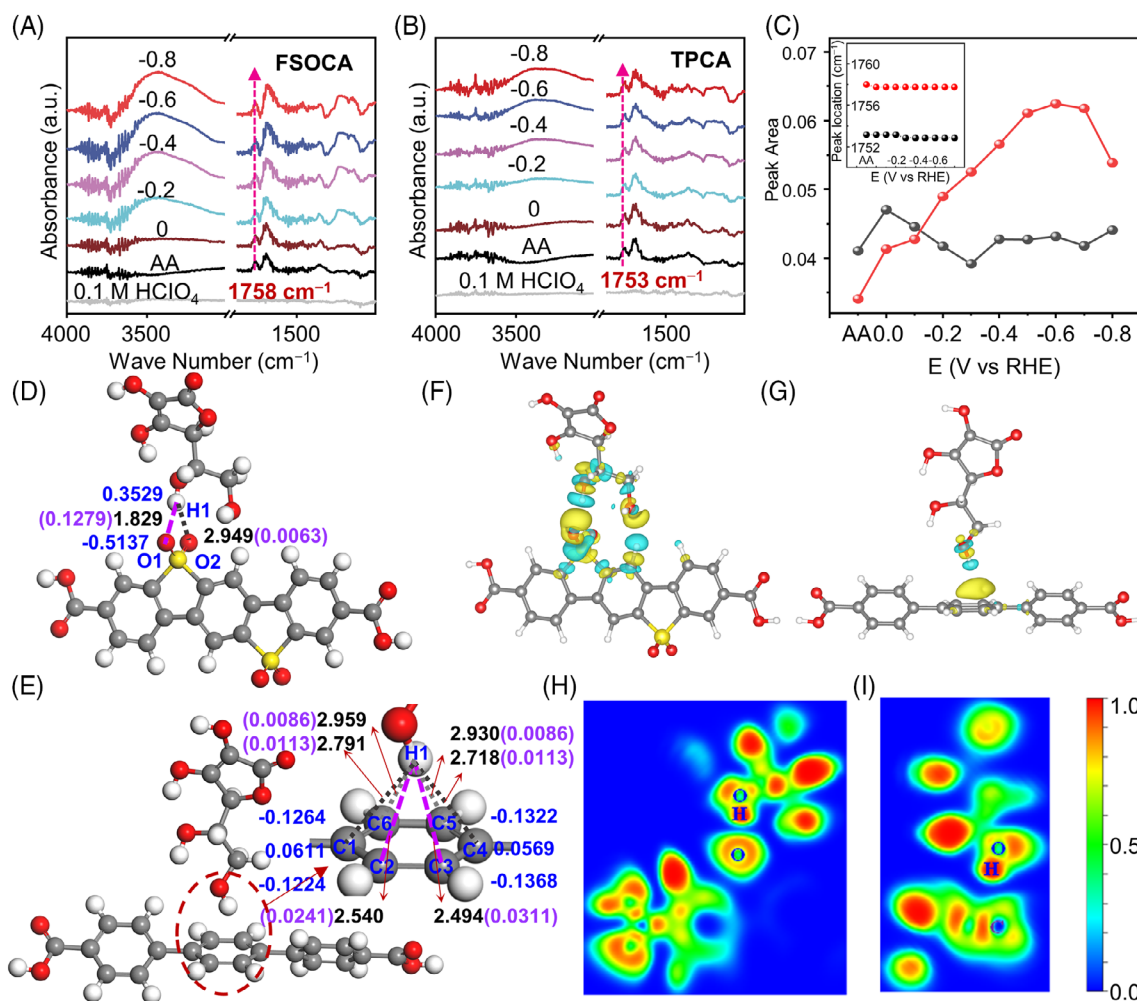 (A)
Absorbance (a.u.)
-0.8
FSOCA
-0.6
-0.4
-0.2
0
AA
0.1 M HClO₄
1758 cm⁻¹
4000
3500
1500
Wave Number (cm⁻¹)
(B)
Absorbance (a.u.)
-0.8
TPCA
-0.6
-0.4
-0.2
0
AA
0.1 M HClO₄
1753 cm⁻¹
4000
3500
1500
Wave Number (cm⁻¹)
(C)
Peak Area
0.07
0.06
0.05
0.04
Peak location (cm⁻¹)
1760
1756
1752
AA -0.2 -0.4 -0.6
E (V vs RHE)
AA 0.0 -0.2 -0.4 -0.6 -0.8
E (V vs RHE)
(D)
0.3529
H1
(0.1279)1.829
2.949(0.0063)
-0.5137
O1 O2
(F)
(G)
(E)
(0.0086)2.959
(0.0113)2.791
H1
2.930(0.0086)
2.718(0.0113)
-0.1264
C6 C5
-0.1322
0.0611
C1
C4
0.0569
C2 C3
-0.1224
-0.1368
(0.0241)2.540
2.494(0.0311)
(H)
O
H
O
(I)
O
H
C
1.0
0.5
0.0